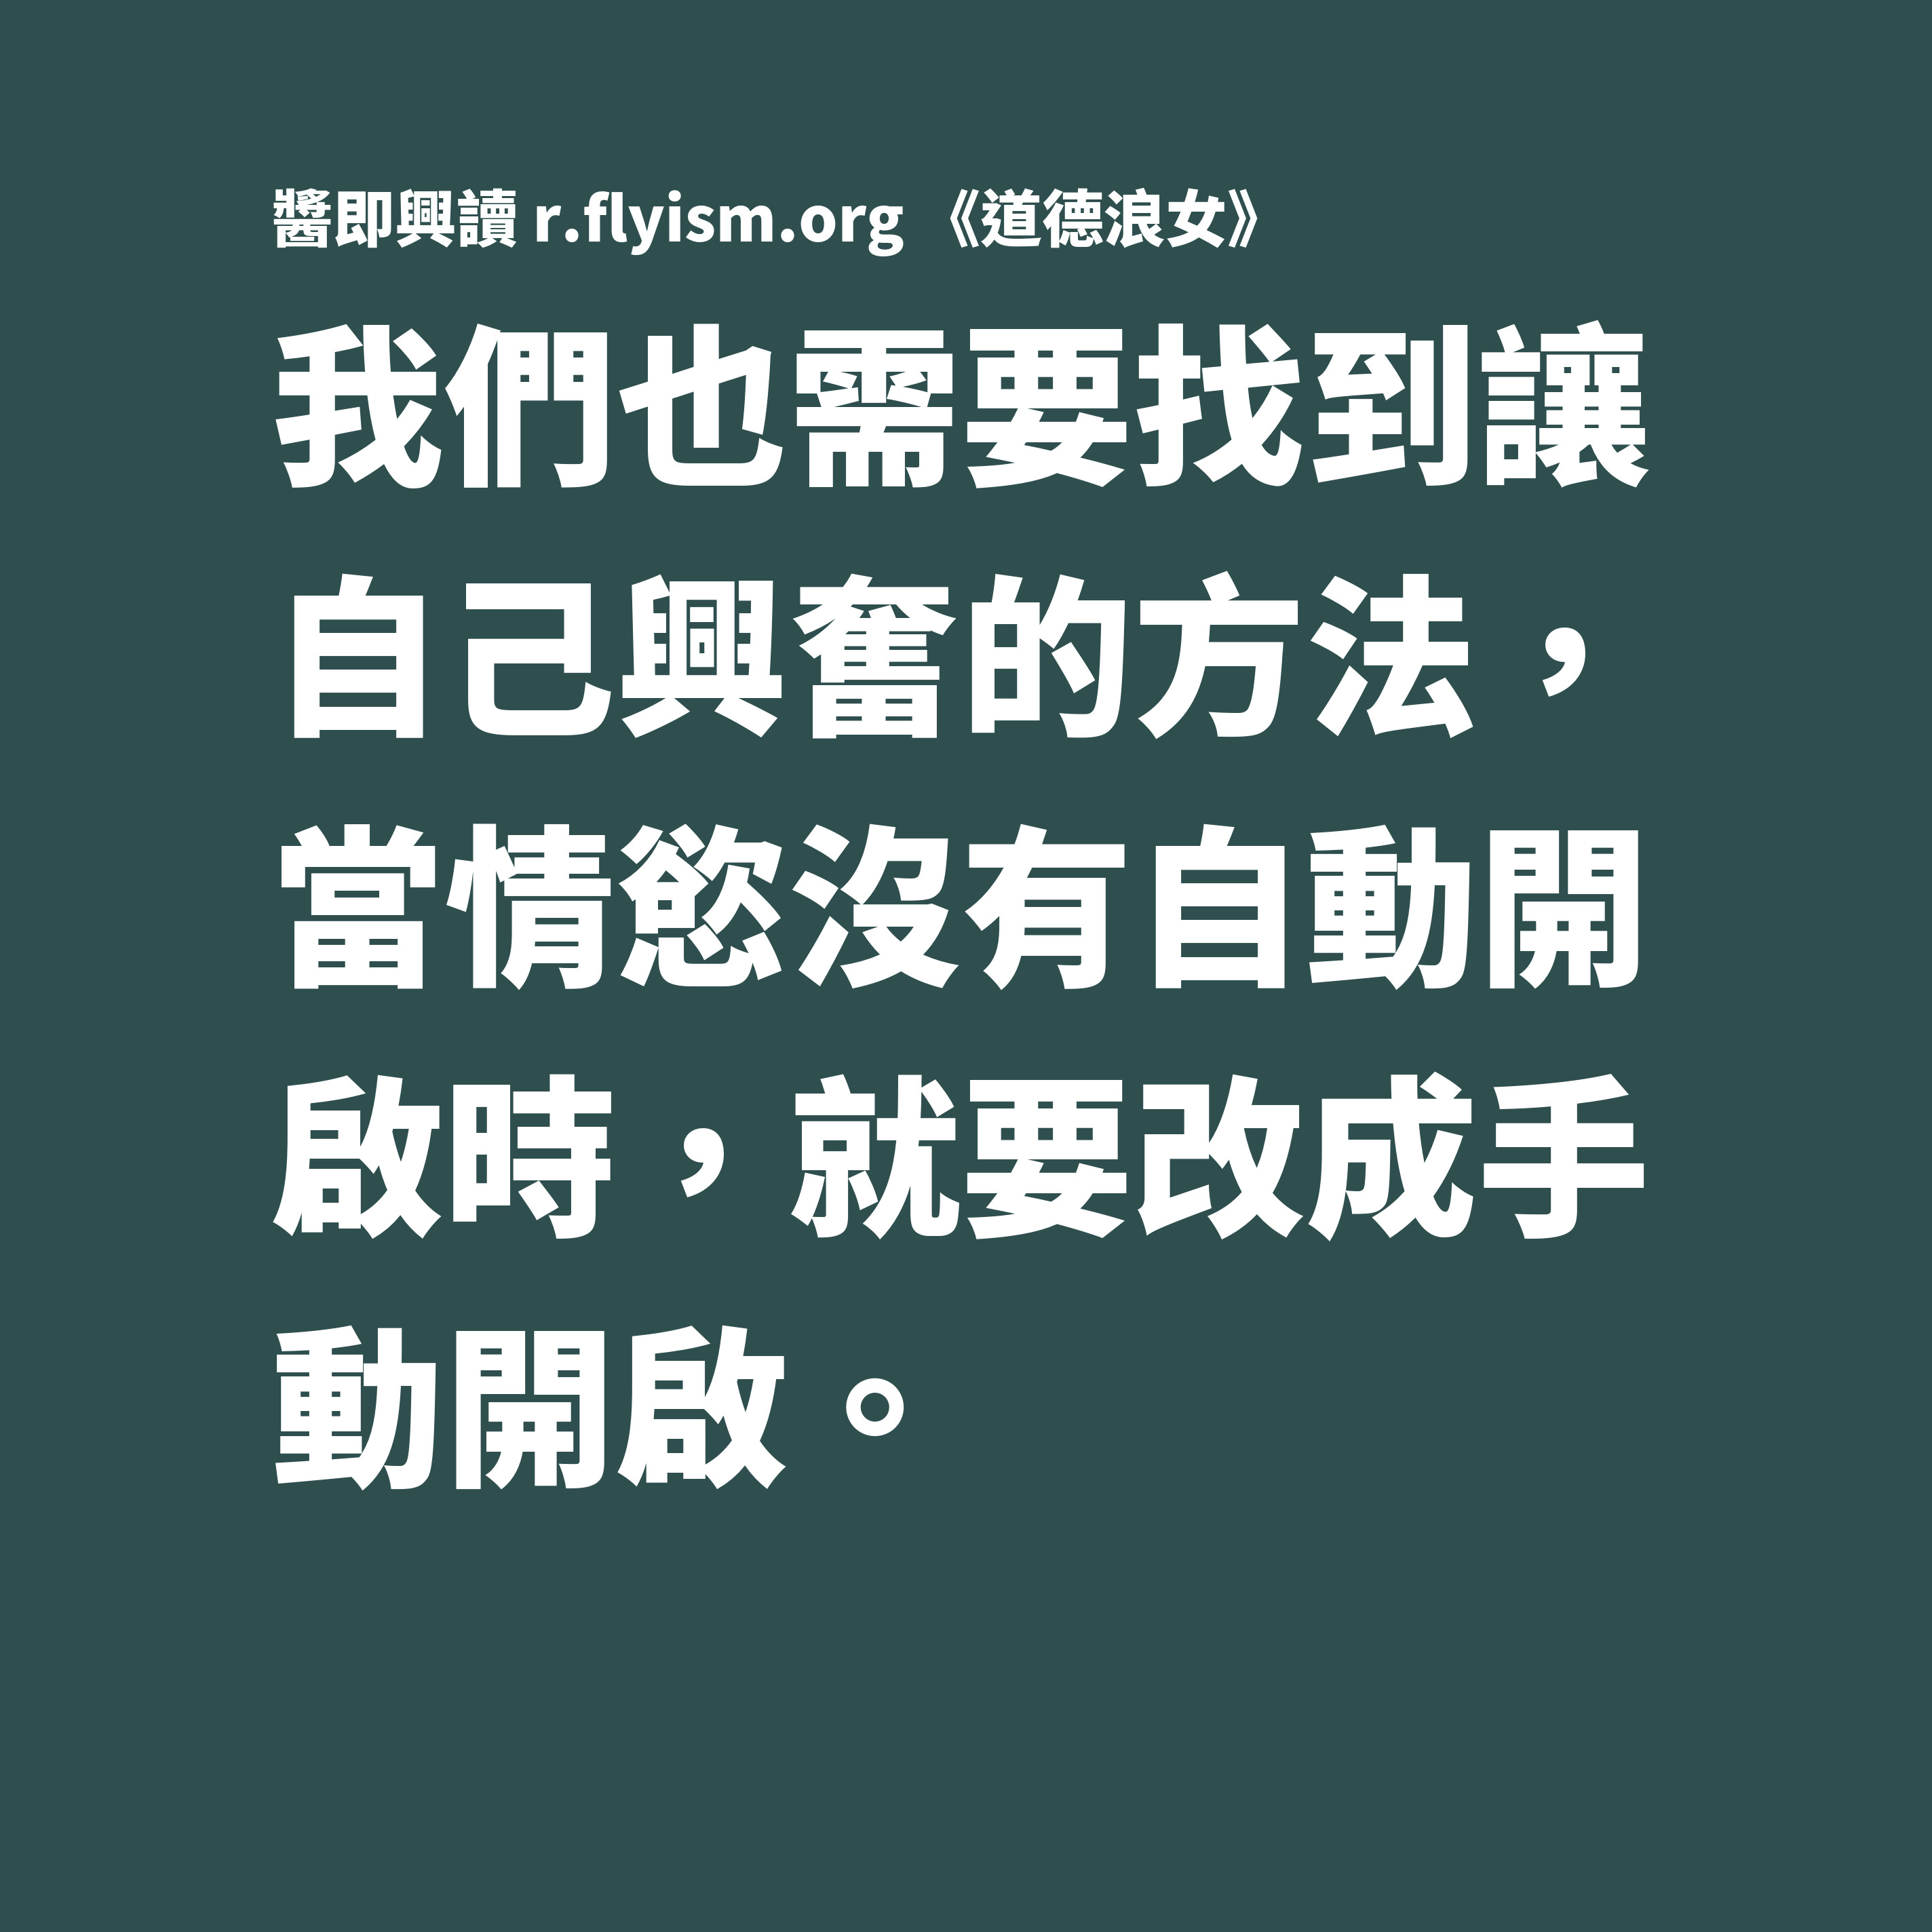 蟹即興讀 r.flyism.org 《道德浪女》
我們也需要找到讓
自己興奮的方法，
當情慾沒有自動開
啟時，就要改成手
動開啟。